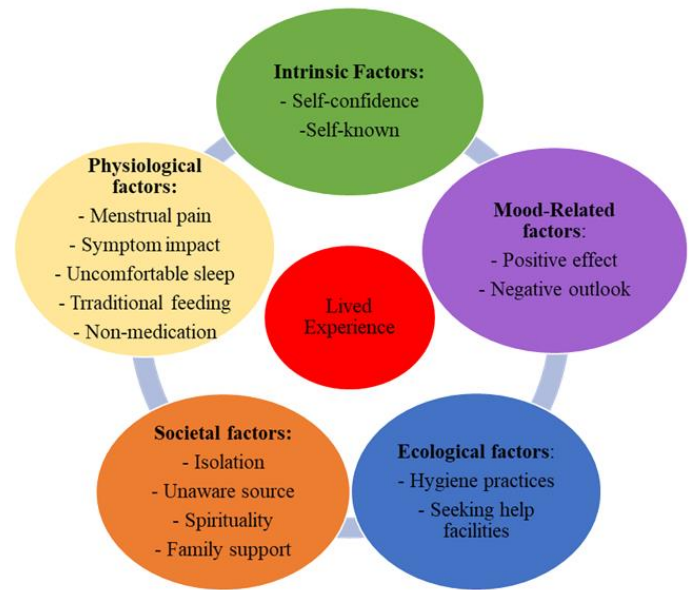 Intrinsic Factors:
- Self-confidence
-Self-known
Physiological
factors:
- Menstrual pain
- Symptom impact
- Uncomfortable sleep
- Trraditional feeding
- Non-medication
Mood-Related
factors:
- Positive effect
- Negative outlook
Lived
Experience
Societal factors:
- Isolation
- Unaware source
- Spirituality
- Family support
Ecological factors:
- Hygiene practices
- Seeking help
facilities